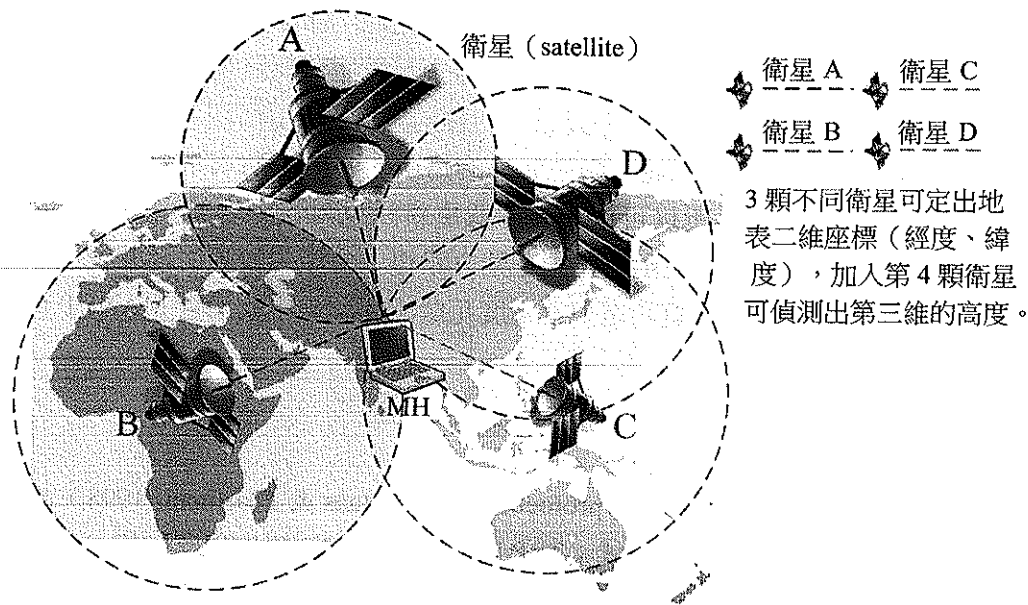 A
衛星（satellite）
D
B
MH
C
衛星 A 衛星 C
衛星 B 衛星 D
3 顆不同衛星可定出地
表二維座標（經度、緯
度），加入第 4 顆衛星
可偵測出第三維的高度。